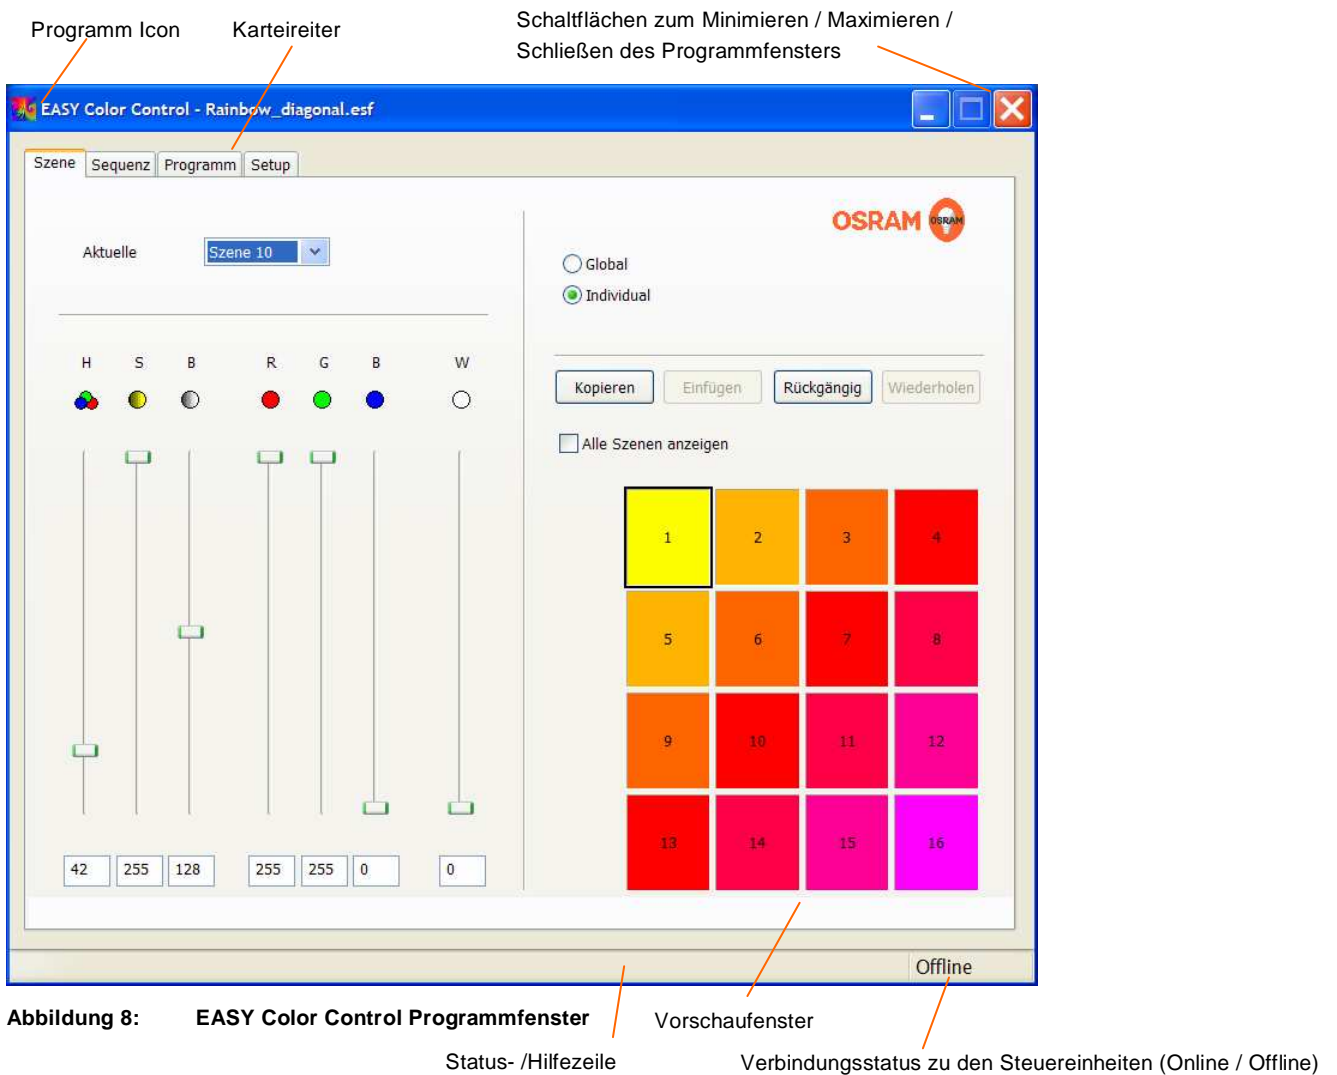 Programm Icon
Karteireiter
Schaltflächen zum Minimieren / Maximieren /
Schließen des Programmfensters
EASY Color Control - Rainbow_diagonal.esf
Szene Sequenz Programm Setup
OSRAM OSRAM
Aktuelle Szene 10
Global
Individual
H S B R G B W
Kopieren Einfügen Rückgängig Wiederholen
Alle Szenen anzeigen
1 2 3 4
5 6 7 8
9 10 11 12
13 14 15 16
42 255 128 255 255 0 0
Offline
Abbildung 8: EASY Color Control Programmfenster
Vorschaufenster
Status- /Hilfezeile
Verbindungsstatus zu den Steuereinheiten (Online / Offline)